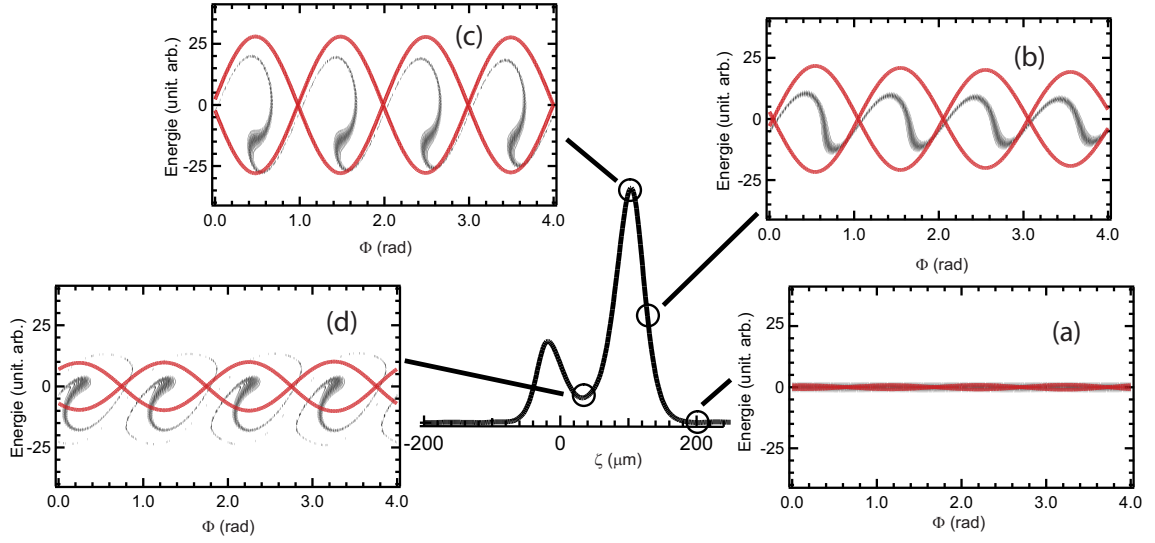 (c)
Energie (unit. arb.)
25
0
-25
0.0 1.0 2.0 3.0 4.0
Φ (rad)
(b)
Energie (unit. arb.)
25
0
-25
0.0 1.0 2.0 3.0 4.0
Φ (rad)
(d)
Energie (unit. arb.)
25
0
-25
0.0 1.0 2.0 3.0 4.0
Φ (rad)
-200 0 100 200
ζ (μm)
(a)
Energie (unit. arb.)
25
0
-25
0.0 1.0 2.0 3.0 4.0
Φ (rad)